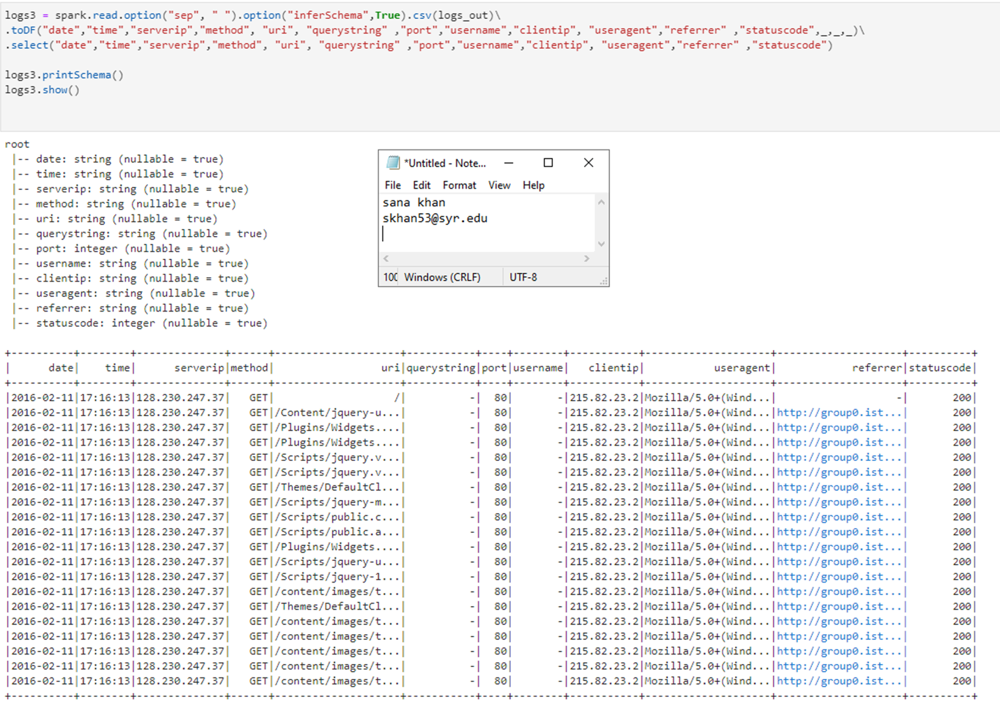 logs3 = spark.read.option("sep", " ").option("inferSchema",True).csv(logs_out)\
.toDF("date","time","serverip","method", "uri", "querystring" ,"port","username","clientip", "useragent","referrer" ,"statuscode",_,_,_)\
.select("date","time","serverip","method", "uri", "querystring" ,"port","username","clientip", "useragent","referrer" ,"statuscode")
logs3.printSchema()
logs3.show()
root
|-- date: string (nullable = true)
|-- time: string (nullable = true)
|-- serverip: string (nullable = true)
|-- method: string (nullable = true)
|-- uri: string (nullable = true)
|-- querystring: string (nullable = true)
|-- port: integer (nullable = true)
|-- username: string (nullable = true)
|-- clientip: string (nullable = true)
|-- useragent: string (nullable = true)
|-- referrer: string (nullable = true)
|-- statuscode: integer (nullable = true)
*Untitled - Note...
File Edit Format View Help
sana khan
skhan53@syr.edu
100 Windows (CRLF) UTF-8
+----------+--------+--------------+------+--------------------+-----------+----+--------+-----------+--------------------+--------------------+----------+
| date| time| serverip|method| uri|querystring|port|username| clientip| useragent| referrer|statuscode|
+----------+--------+--------------+------+--------------------+-----------+----+--------+-----------+--------------------+--------------------+----------+
|2016-02-11|17:16:13|128.230.247.37| GET| /| -| 80| -|215.82.23.2|Mozilla/5.0+(Wind...| -| 200|
|2016-02-11|17:16:13|128.230.247.37| GET|/Content/jquery-u...| -| 80| -|215.82.23.2|Mozilla/5.0+(Wind...|http://group0.ist...| 200|
|2016-02-11|17:16:13|128.230.247.37| GET|/Plugins/Widgets....| -| 80| -|215.82.23.2|Mozilla/5.0+(Wind...|http://group0.ist...| 200|
|2016-02-11|17:16:13|128.230.247.37| GET|/Plugins/Widgets....| -| 80| -|215.82.23.2|Mozilla/5.0+(Wind...|http://group0.ist...| 200|
|2016-02-11|17:16:13|128.230.247.37| GET|/Scripts/jquery.v...| -| 80| -|215.82.23.2|Mozilla/5.0+(Wind...|http://group0.ist...| 200|
|2016-02-11|17:16:13|128.230.247.37| GET|/Scripts/jquery.v...| -| 80| -|215.82.23.2|Mozilla/5.0+(Wind...|http://group0.ist...| 200|
|2016-02-11|17:16:13|128.230.247.37| GET|/Themes/DefaultCl...| -| 80| -|215.82.23.2|Mozilla/5.0+(Wind...|http://group0.ist...| 200|
|2016-02-11|17:16:13|128.230.247.37| GET|/Scripts/jquery-m...| -| 80| -|215.82.23.2|Mozilla/5.0+(Wind...|http://group0.ist...| 200|
|2016-02-11|17:16:13|128.230.247.37| GET|/Scripts/public.c...| -| 80| -|215.82.23.2|Mozilla/5.0+(Wind...|http://group0.ist...| 200|
|2016-02-11|17:16:13|128.230.247.37| GET|/Scripts/public.a...| -| 80| -|215.82.23.2|Mozilla/5.0+(Wind...|http://group0.ist...| 200|
|2016-02-11|17:16:13|128.230.247.37| GET|/Plugins/Widgets....| -| 80| -|215.82.23.2|Mozilla/5.0+(Wind...|http://group0.ist...| 200|
|2016-02-11|17:16:13|128.230.247.37| GET|/Scripts/jquery-u...| -| 80| -|215.82.23.2|Mozilla/5.0+(Wind...|http://group0.ist...| 200|
|2016-02-11|17:16:13|128.230.247.37| GET|/Scripts/jquery-1...| -| 80| -|215.82.23.2|Mozilla/5.0+(Wind...|http://group0.ist...| 200|
|2016-02-11|17:16:13|128.230.247.37| GET|/content/images/t...| -| 80| -|215.82.23.2|Mozilla/5.0+(Wind...|http://group0.ist...| 200|
|2016-02-11|17:16:13|128.230.247.37| GET|/Themes/DefaultCl...| -| 80| -|215.82.23.2|Mozilla/5.0+(Wind...|http://group0.ist...| 200|
|2016-02-11|17:16:13|128.230.247.37| GET|/content/images/t...| -| 80| -|215.82.23.2|Mozilla/5.0+(Wind...|http://group0.ist...| 200|
|2016-02-11|17:16:13|128.230.247.37| GET|/content/images/t...| -| 80| -|215.82.23.2|Mozilla/5.0+(Wind...|http://group0.ist...| 200|
|2016-02-11|17:16:13|128.230.247.37| GET|/content/images/t...| -| 80| -|215.82.23.2|Mozilla/5.0+(Wind...|http://group0.ist...| 200|
|2016-02-11|17:16:13|128.230.247.37| GET|/content/images/t...| -| 80| -|215.82.23.2|Mozilla/5.0+(Wind...|http://group0.ist...| 200|
|2016-02-11|17:16:13|128.230.247.37| GET|/content/images/t...| -| 80| -|215.82.23.2|Mozilla/5.0+(Wind...|http://group0.ist...| 200|
+----------+--------+--------------+------+--------------------+-----------+----+--------+-----------+--------------------+--------------------+----------+